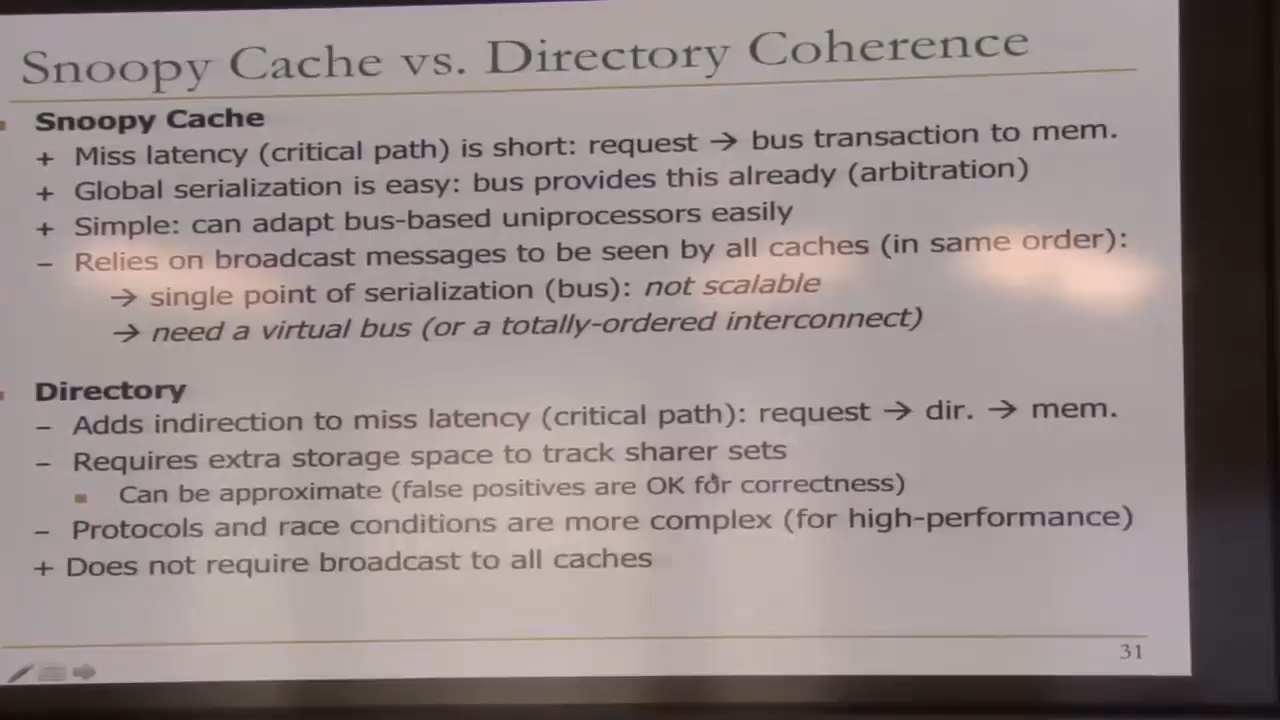 Snoopy Cache vs. Directory Coherence
Snoopy Cache
+ Miss latency (critical path) is short: request → bus transaction to mem.
+ Global serialization is easy: bus provides this already (arbitration)
+ Simple: can adapt bus-based uniprocessors easily
– Relies on broadcast messages to be seen by all caches (in same order):
→ single point of serialization (bus): not scalable
→ need a virtual bus (or a totally-ordered interconnect)
Directory
– Adds indirection to miss latency (critical path): request → dir. → mem.
– Requires extra storage space to track sharer sets
▪ Can be approximate (false positives are OK for correctness)
– Protocols and race conditions are more complex (for high-performance)
+ Does not require broadcast to all caches
31